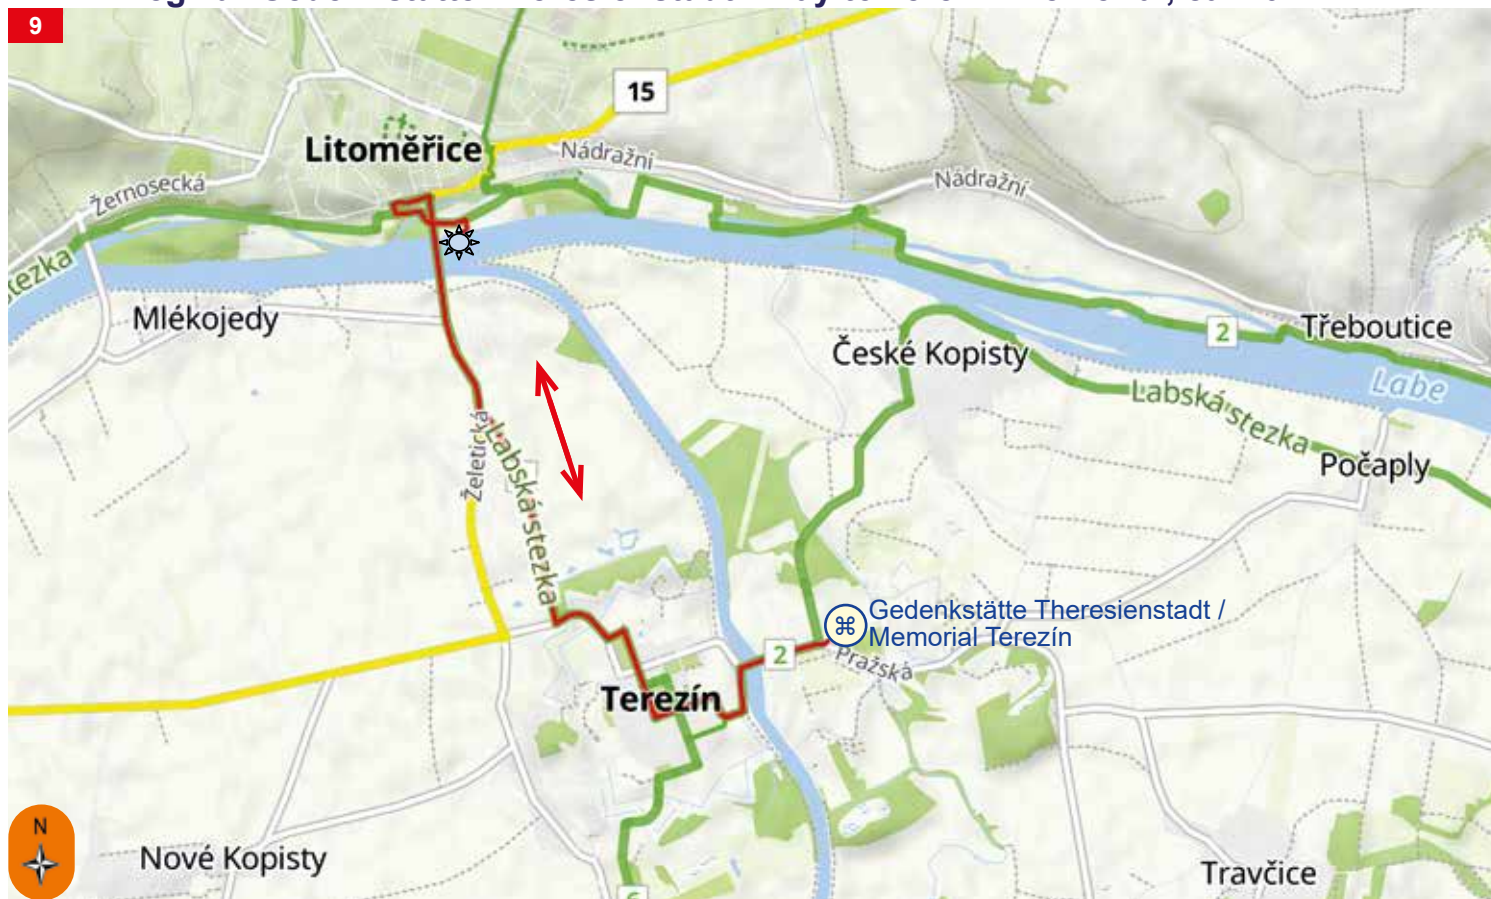 9
15
Litoměřice
Nádražní
Nádražní
Žernosecká
stezka
Mlékojedy
2
Třeboutice
České Kopisty
Labe
Labská stezka
Počaply
Želetická
Labská stezka
Gedenkstätte Theresienstadt /
Memorial Terezín
2
Pražská
Terezín
N
Nové Kopisty
Travčice
6